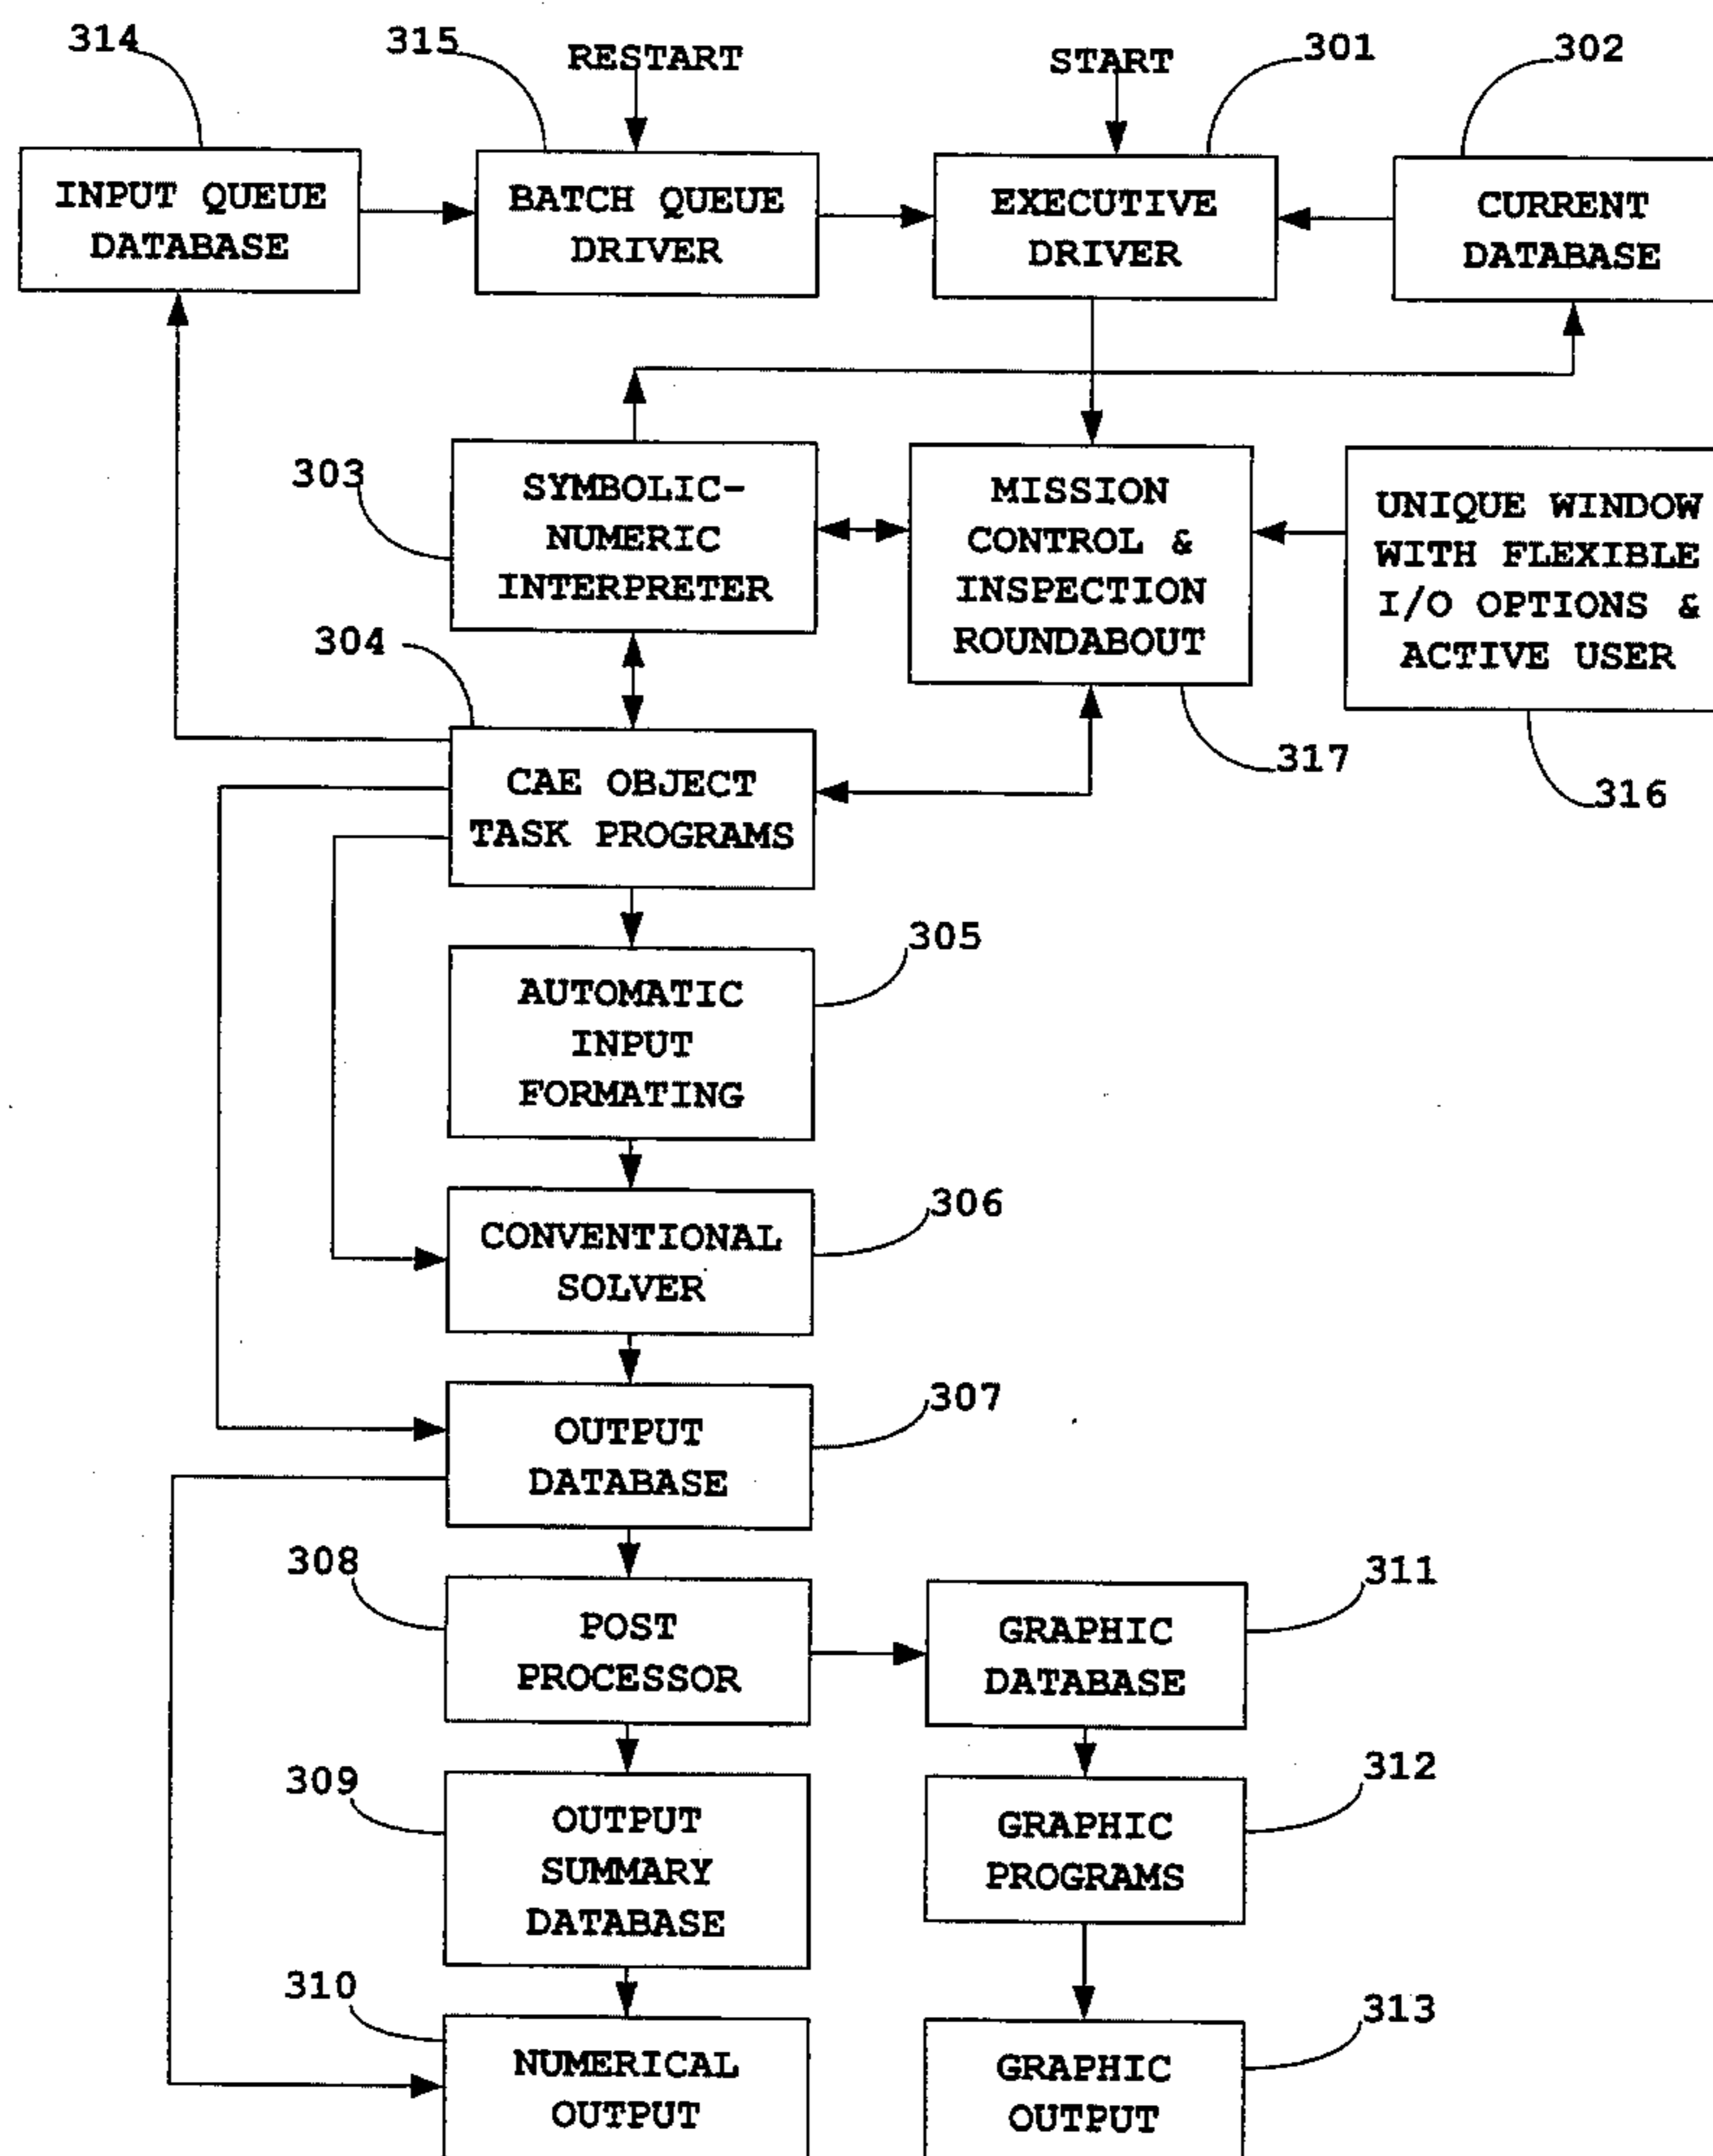 314
315
RESTART
START
301
302
INPUT QUEUE
DATABASE
BATCH QUEUE
DRIVER
EXECUTIVE
DRIVER
CURRENT
DATABASE
303
SYMBOLIC-
NUMERIC
INTERPRETER
MISSION
CONTROL &
INSPECTION
ROUNDABOUT
UNIQUE WINDOW
WITH FLEXIBLE
I/O OPTIONS &
ACTIVE USER
304
317
316
CAE OBJECT
TASK PROGRAMS
305
AUTOMATIC
INPUT
FORMATING
306
CONVENTIONAL
SOLVER
307
OUTPUT
DATABASE
308
POST
PROCESSOR
311
GRAPHIC
DATABASE
309
OUTPUT
SUMMARY
DATABASE
312
GRAPHIC
PROGRAMS
310
NUMERICAL
OUTPUT
313
GRAPHIC
OUTPUT